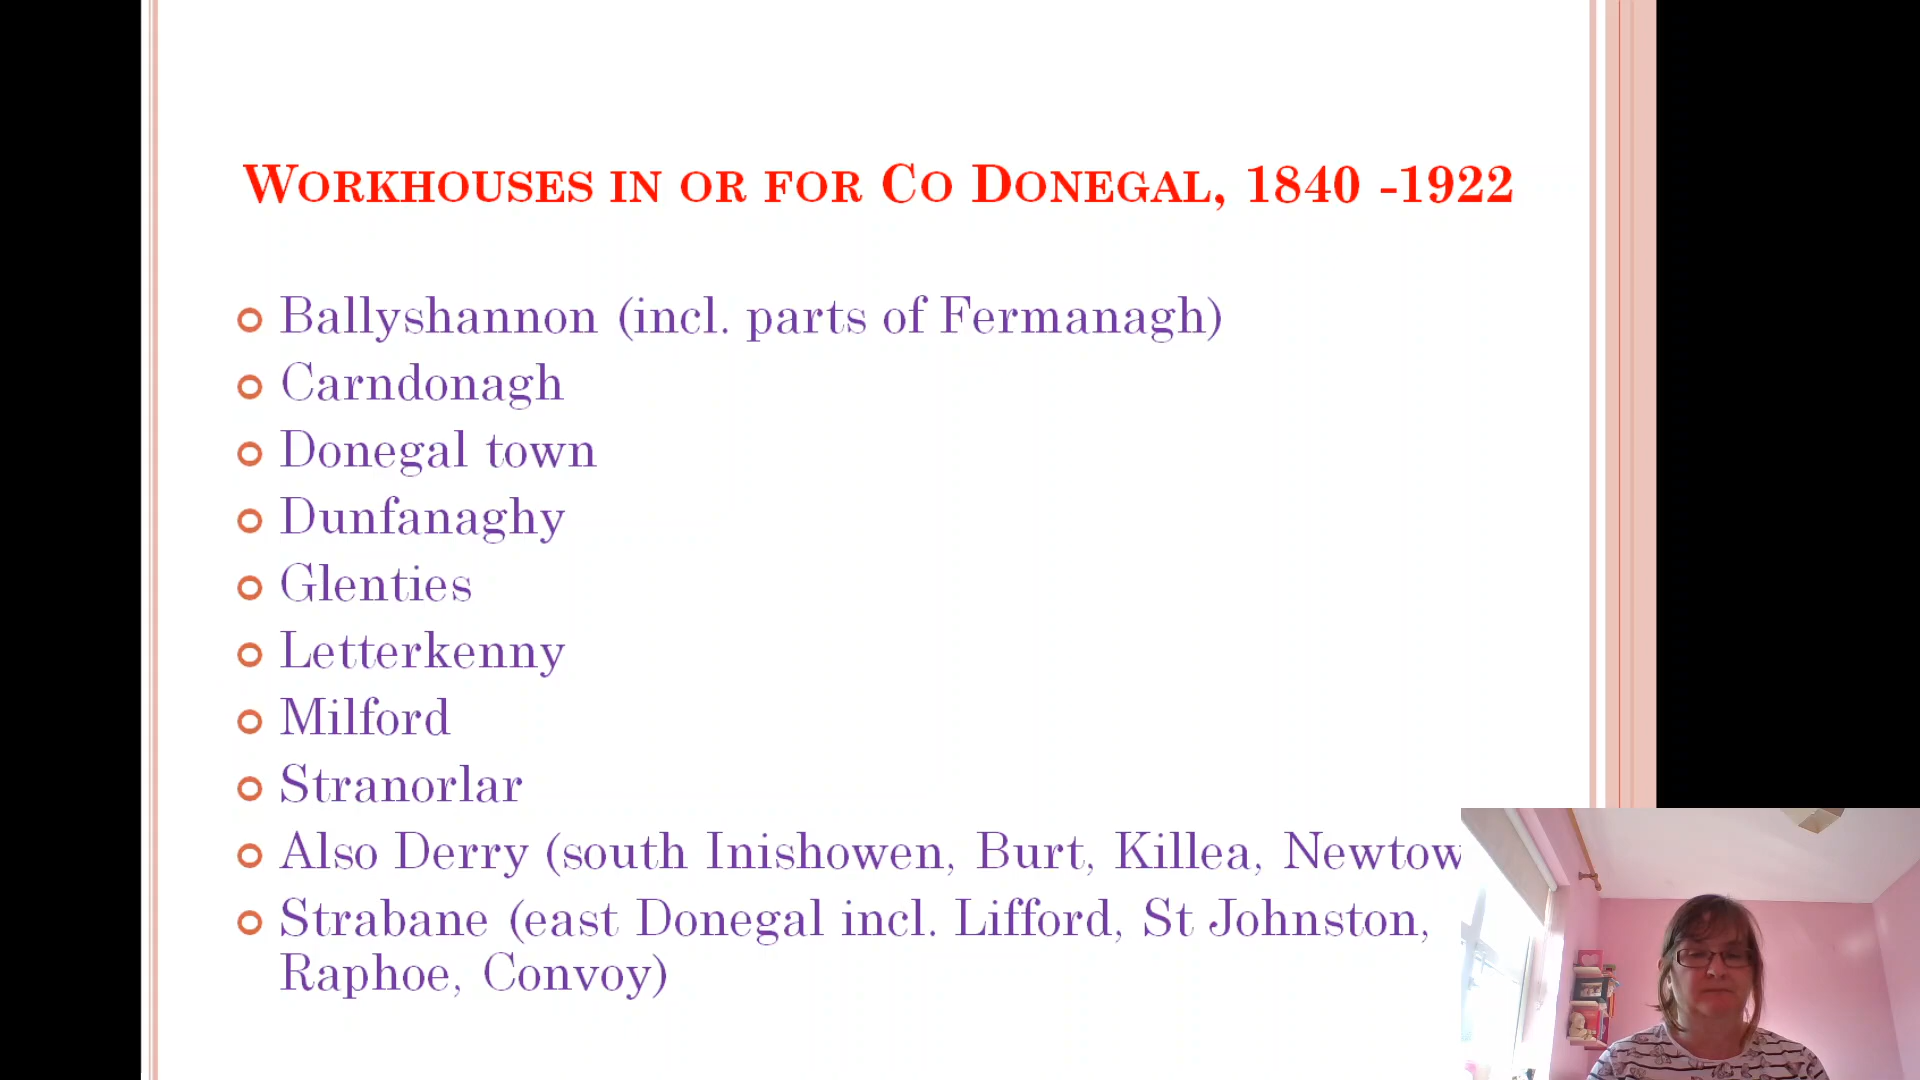 WORKHOUSES IN OR FOR CO DONEGAL, 1840 -1922
Ballyshannon (incl. parts of Fermanagh)
Carndonagh
Donegal town
Dunfanaghy
Glenties
Letterkenny
Milford
Stranorlar
Also Derry (south Inishowen, Burt, Killea,
Strabane (east Donegal incl. Lifford, St Johnston,
Raphoe, Convoy)